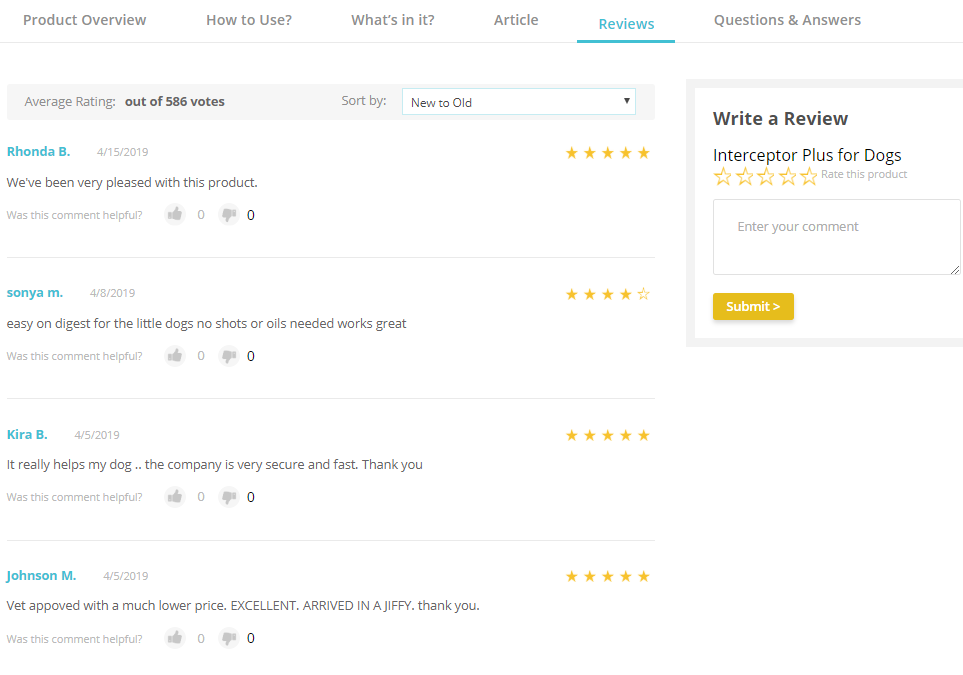 Product Overview How to Use? What's in it? Article Reviews Questions & Answers
Average Rating: out of 586 votes Sort by: New to Old
Rhonda B. 4/15/2019
We've been very pleased with this product.
Was this comment helpful? 0 0
sonya m. 4/8/2019
easy on digest for the little dogs no shots or oils needed works great
Was this comment helpful? 0 0
Kira B. 4/5/2019
It really helps my dog .. the company is very secure and fast. Thank you
Was this comment helpful? 0 0
Johnson M. 4/5/2019
Vet appoved with a much lower price. EXCELLENT. ARRIVED IN A JIFFY. thank you.
Was this comment helpful? 0 0
Write a Review
Interceptor Plus for Dogs
Rate this product
Enter your comment
Submit >